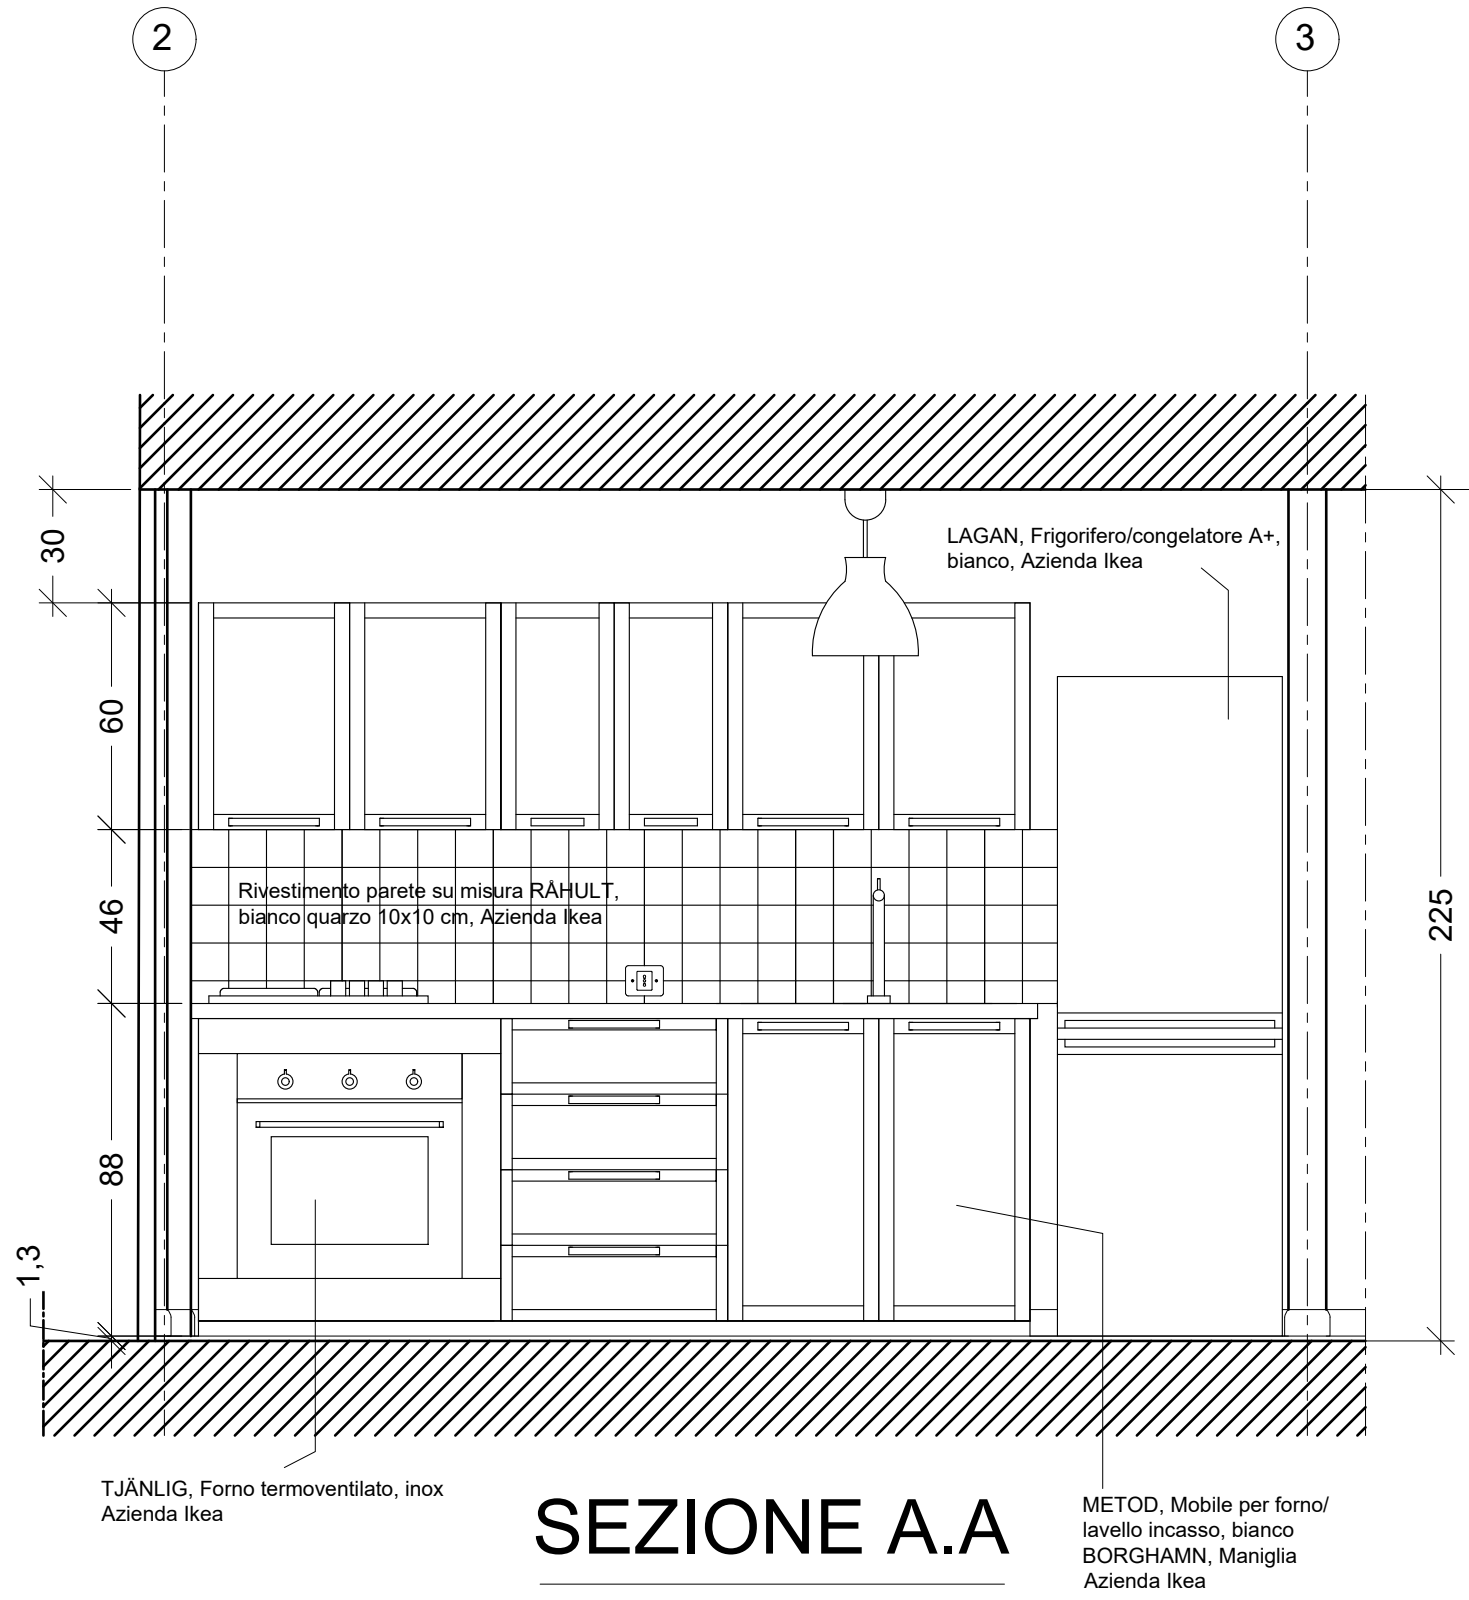 2
3
LAGAN, Frigorifero/congelatore A+,
bianco, Azienda Ikea
30
60
Rivestimento parete su misura RÅHULT,
bianco quarzo 10x10 cm, Azienda Ikea
46
225
88
1,3
TJÄNLIG, Forno termoventilato, inox
Azienda Ikea
SEZIONE A.A
METOD, Mobile per forno/
lavello incasso, bianco
BORGHAMN, Maniglia
Azienda Ikea